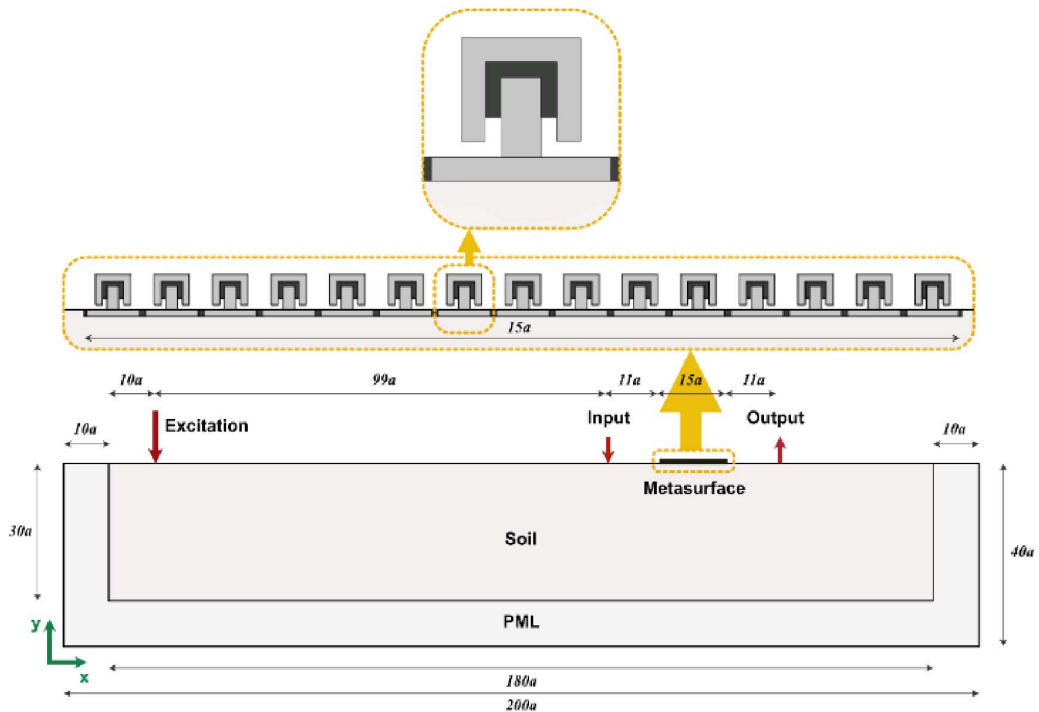 15a
10a 99a 11a 15a 11a
10a Excitation Input Output 10a
Metasurface
30a Soil 40a
PML
y
x
180a
200a